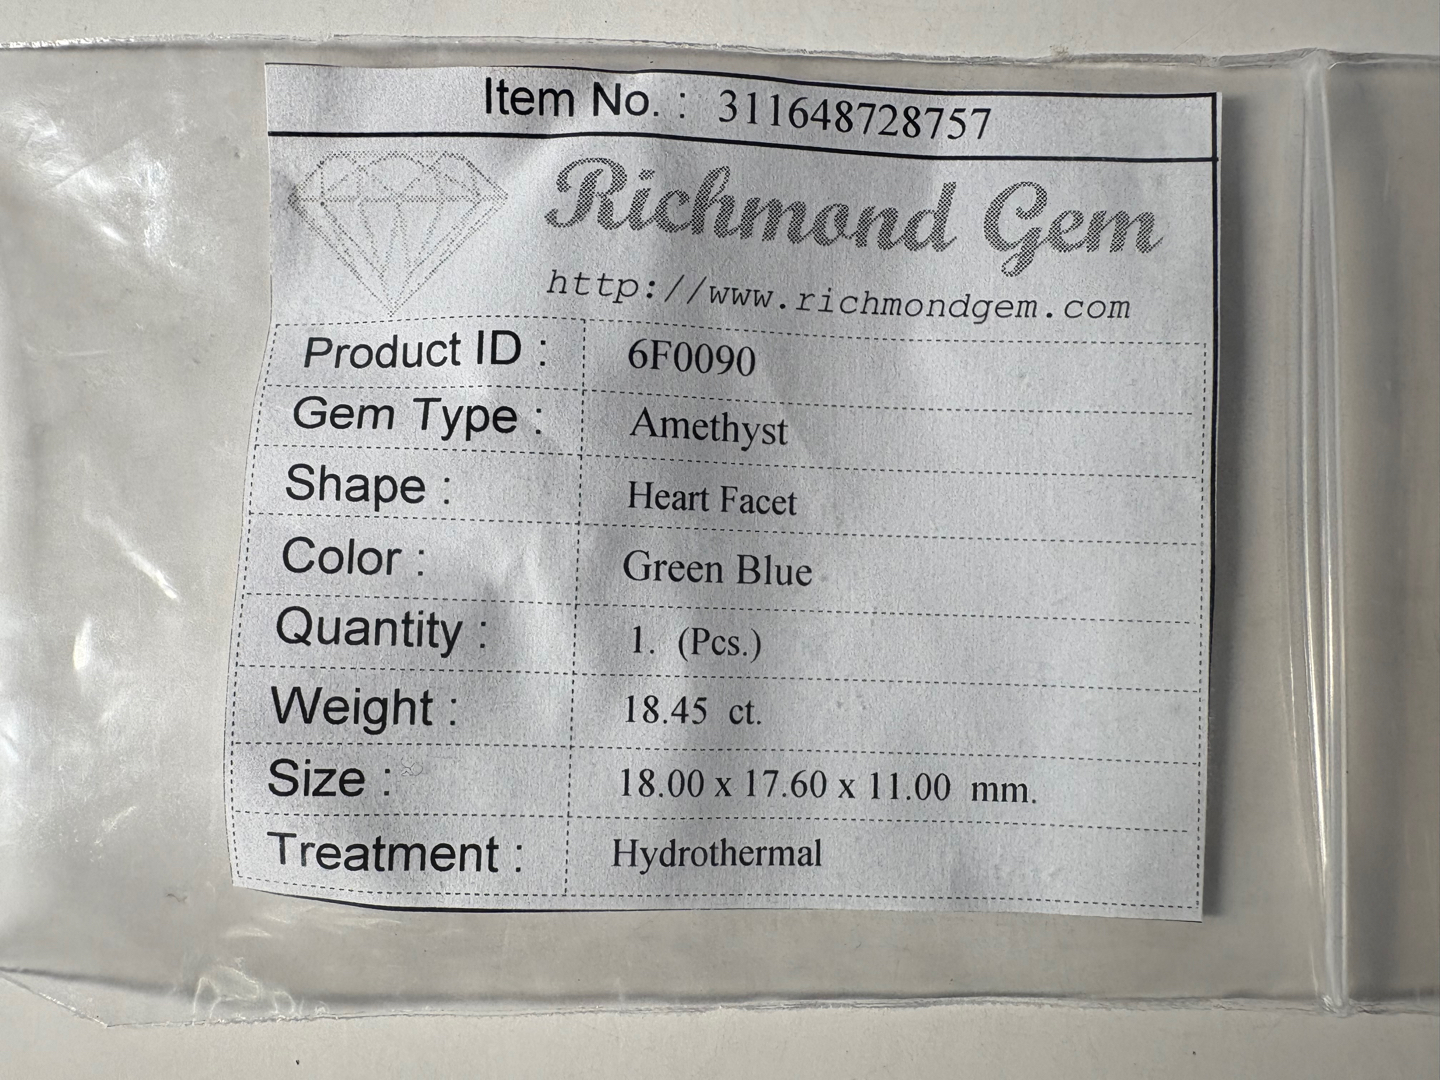 Item No. : 311648728757
Richmond Gem
http://www.richmondgem.com
Product ID : 6F0090
Gem Type : Amethyst
Shape : Heart Facet
Color : Green Blue
Quantity : 1. (Pcs.)
Weight : 18.45 ct.
Size : 18.00 x 17.60 x 11.00 mm.
Treatment : Hydrothermal